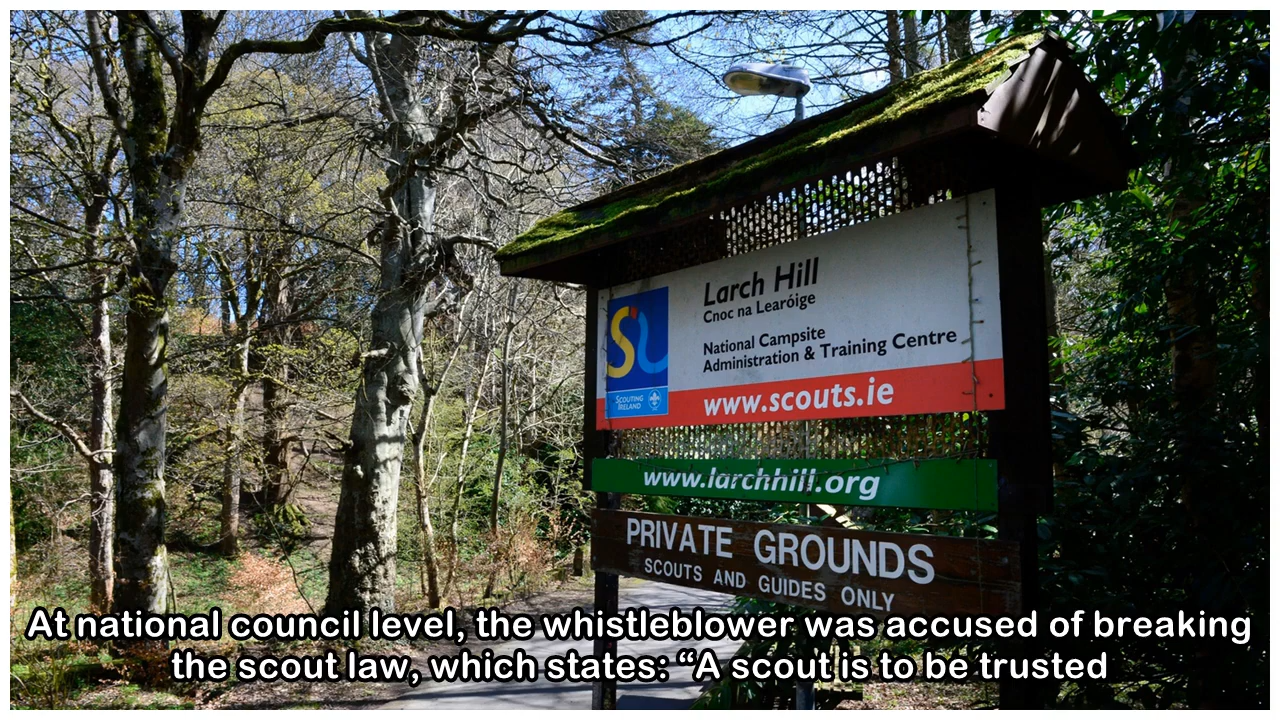 Larch Hill
Cnoc na Learóige
National Campsite
Administration & Training Centre
SCOUTING
IRELAND
www.scouts.ie
www.larchhill.org
PRIVATE GROUNDS
SCOUTS AND GUIDES ONLY
At national council level, the whistleblower was accused of breaking
the scout law, which states: “A scout is to be trusted